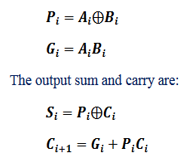 Pᵢ = Aᵢ⊕Bᵢ
Gᵢ = AᵢBᵢ
The output sum and carry are:
Sᵢ = Pᵢ⊕Cᵢ
Cᵢ₊₁ = Gᵢ + PᵢCᵢ